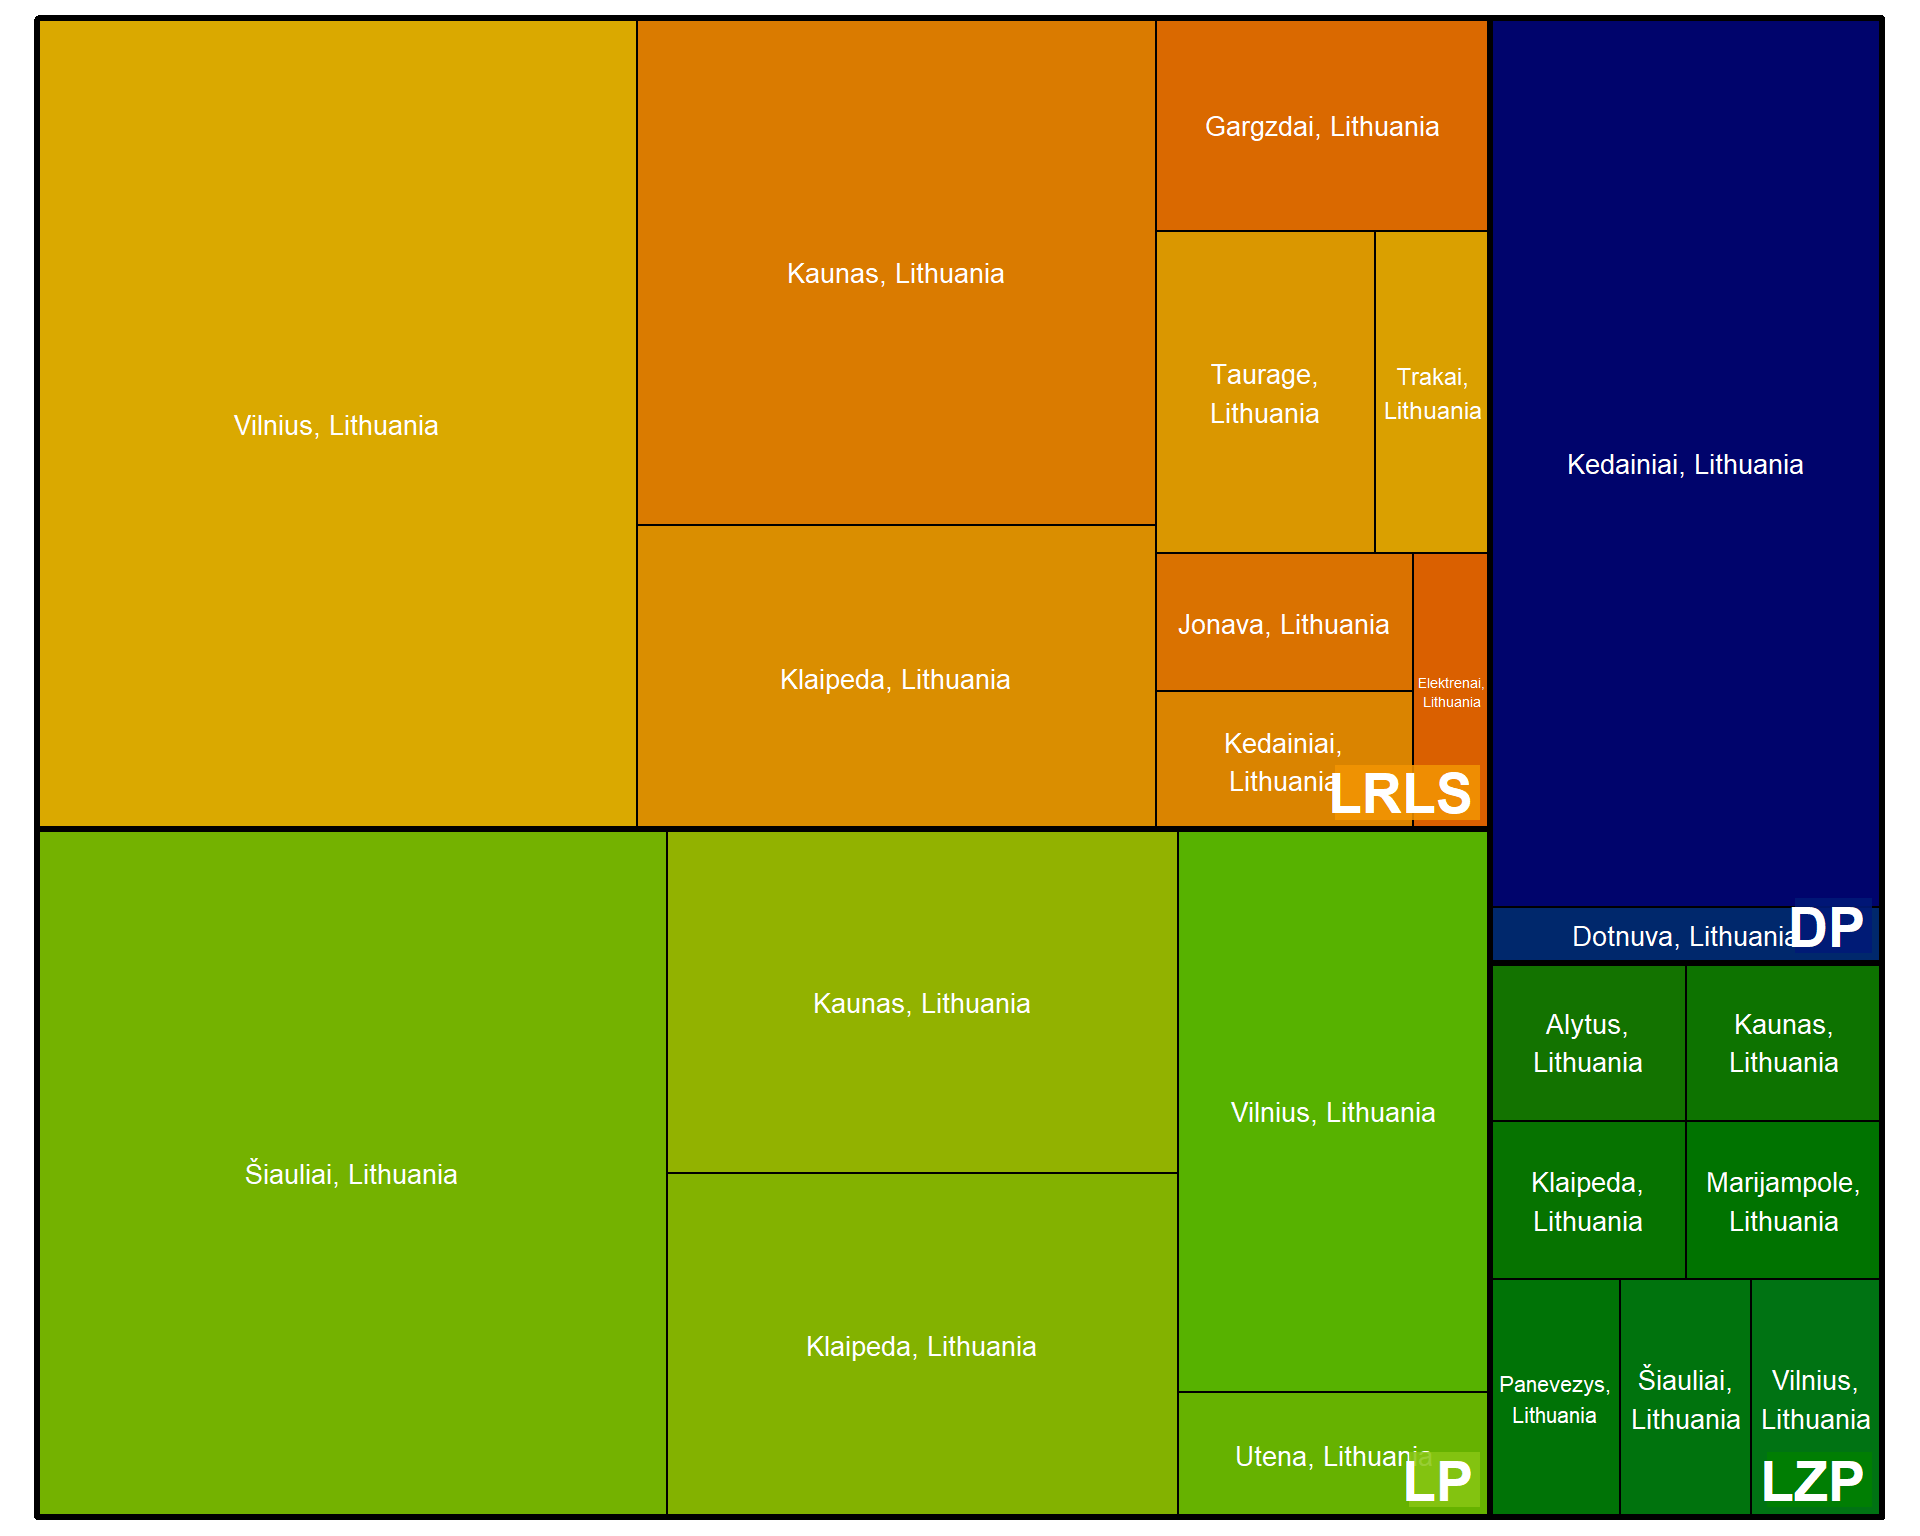 Vilnius, Lithuania
Kaunas, Lithuania
Klaipeda, Lithuania
Gargzdai, Lithuania
Taurage,
Lithuania
Trakai,
Lithuania
Jonava, Lithuania
Kedainiai,
Lithuania
Elektrenai,
Lithuania
LRLS
Šiauliai, Lithuania
Kaunas, Lithuania
Klaipeda, Lithuania
Vilnius, Lithuania
Utena, Lithuania
LP
Kedainiai, Lithuania
Dotnuva, Lithuania
DP
Alytus,
Lithuania
Kaunas,
Lithuania
Klaipeda,
Lithuania
Marijampole,
Lithuania
Panevezys,
Lithuania
Šiauliai,
Lithuania
Vilnius,
Lithuania
LZP